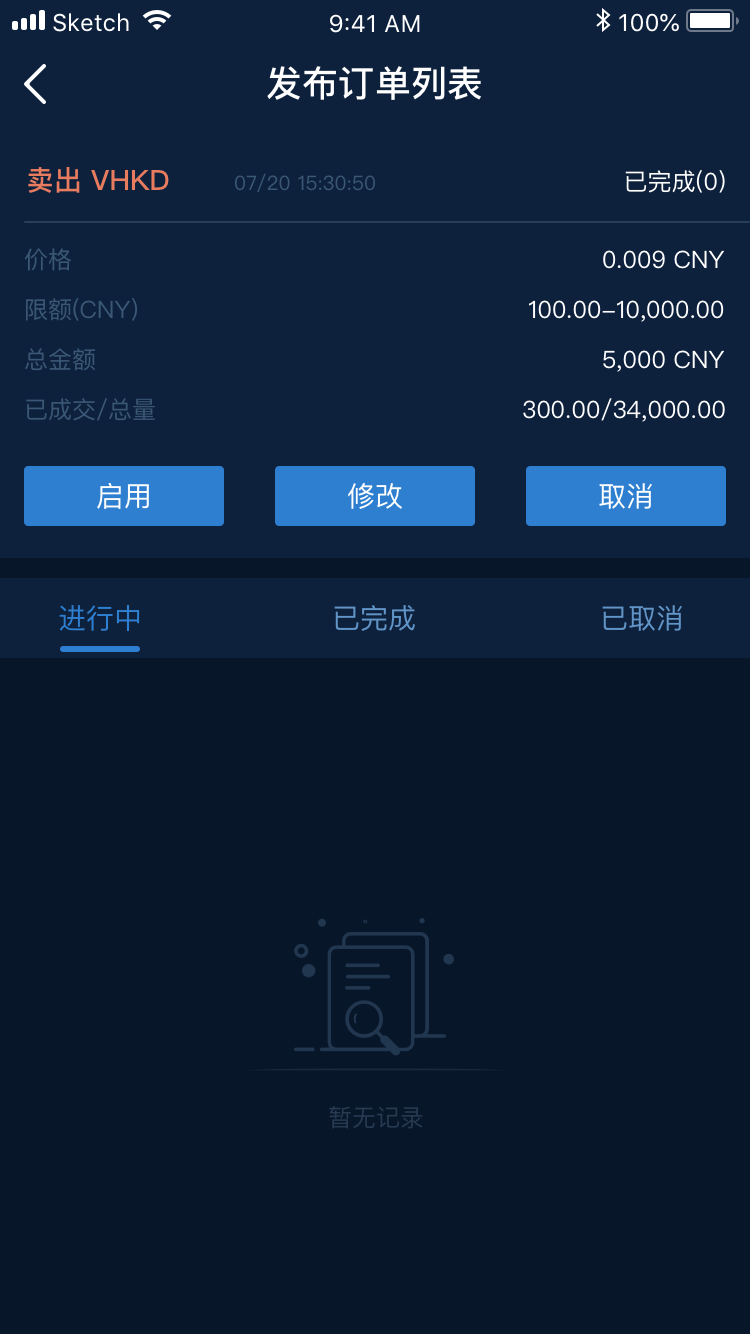 Sketch 9:41 AM 100%
发布订单列表
卖出 VHKD 07/20 15:30:50 已完成(0)
价格 0.009 CNY
限额(CNY) 100.00–10,000.00
总金额 5,000 CNY
已成交/总量 300.00/34,000.00
启用 修改 取消
进行中 已完成 已取消
暂无记录